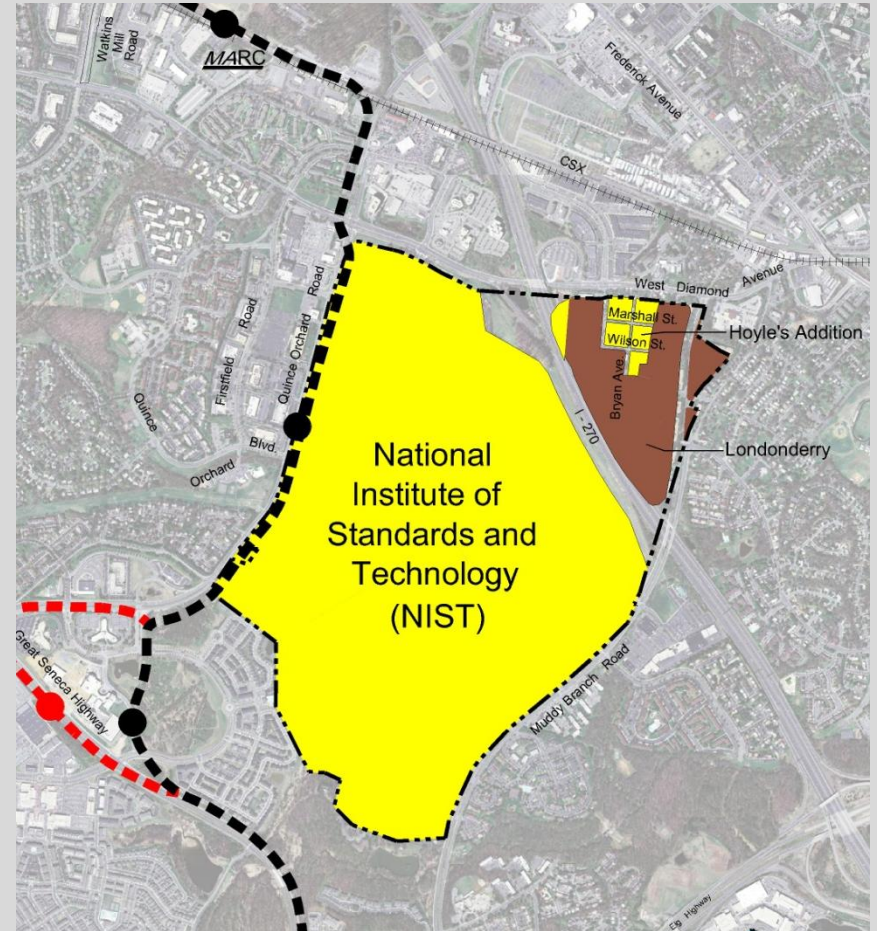 Watkins
Mill
Road
MARC
Frederick Avenue
CSX
West Diamond Avenue
Marshall St.
Hoyle's Addition
Wilson St.
Bryan Ave.
I - 270
Londonderry
Quince Orchard Road
Firstfield Road
Quince Orchard Blvd.
National
Institute of
Standards and
Technology
(NIST)
Great Seneca Highway
Muddy Branch Road
Eig Highway